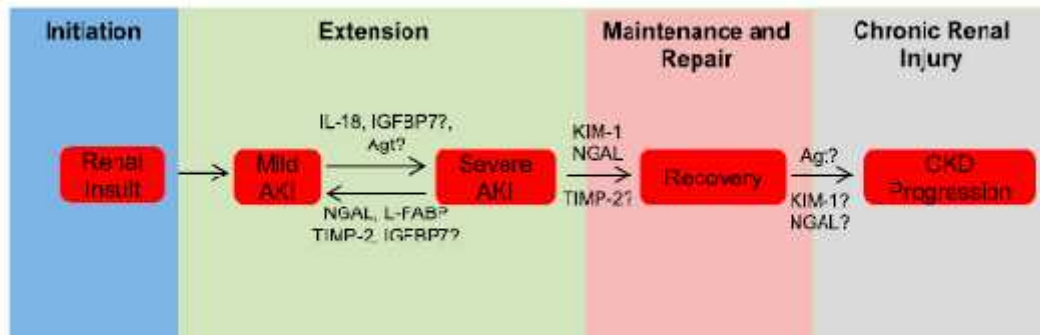 Initiation
Extension
Maintenance and
Repair
Chronic Renal
Injury
Renal
Insult
Mild
AKI
IL-18, IGFBP7?,
Agt?
NGAL, L-FABP
TIMP-2, IGFBP7?
Severe
AKI
KIM-1
NGAL
TIMP-2?
Recovery
Agt?
KIM-1?
NGAL?
CKD
Progression